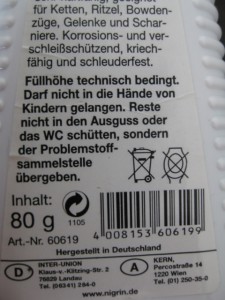 für Ketten, Ritzel, Bowden-
züge, Gelenke und Schar-
niere. Korrosions- und ver-
schleißschützend, kriech-
fähig und schleuderfest.
Füllhöhe technisch bedingt.
Darf nicht in die Hände von
Kindern gelangen. Reste
nicht in den Ausguss oder
das WC schütten, sondern
der Problemstoff-
sammelstelle
übergeben.
Inhalt:
80 g
1105
4 008153 606199
Art.-Nr. 60619
Hergestellt in Deutschland
D
INTER-UNION
Klaus-v.-Klitzing-Str. 2
76829 Landau
Tel. (06341) 284-0
A
KERN,
Percostraße 14
1220 Wien
Tel. (01) 250-35-0
www.nigrin.de